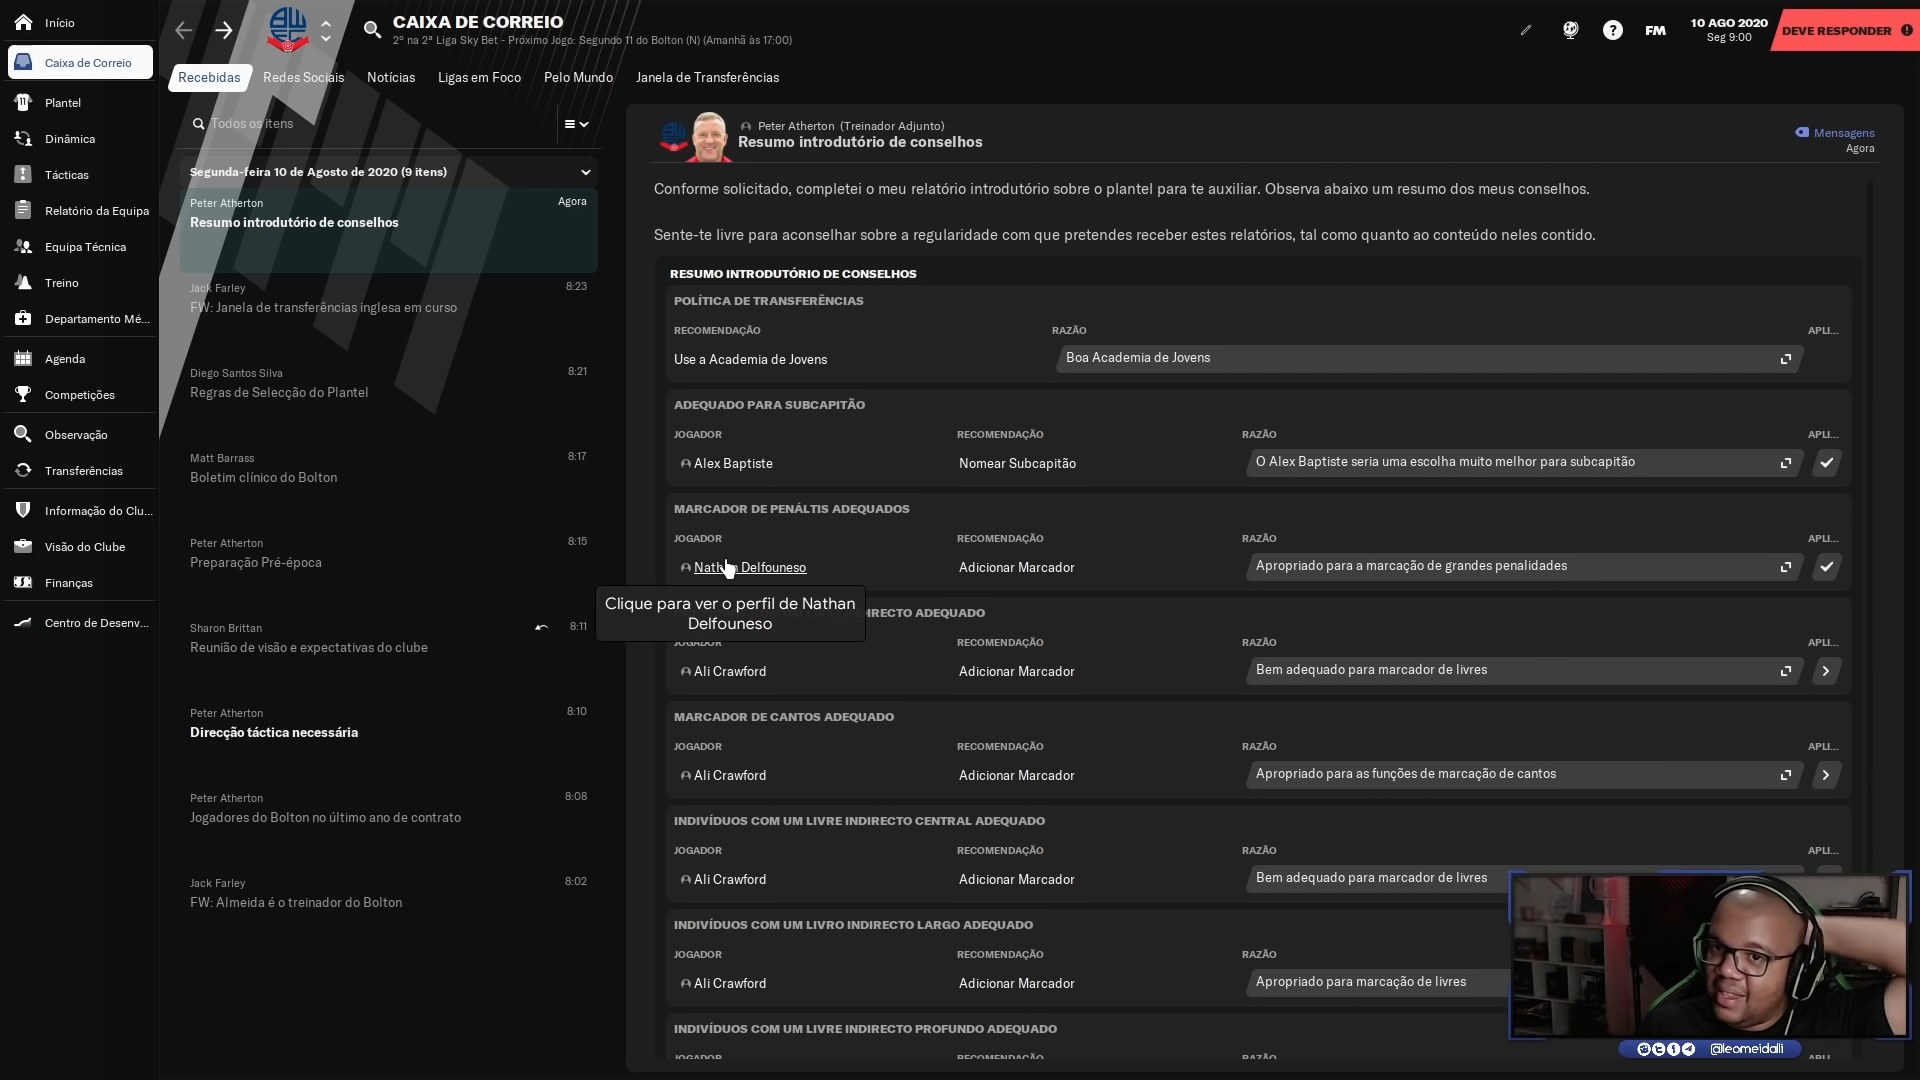 Início
Caixa de Correio
Plantel
Dinâmica
Tácticas
Relatório da Equipa
Equipa Técnica
Treino
Departamento Mé...
Agenda
Competições
Observação
Transferências
Informação do Clu...
Visão do Clube
Finanças
Centro de Desenv...
CAIXA DE CORREIO
2º na 2ª Liga Sky Bet - Próximo Jogo: Segundo 11 do Bolton (N) (Amanhã às 17:00)
FM
10 AGO 2020
Seg 9:00
DEVE RESPONDER
Recebidas
Redes Sociais
Notícias
Ligas em Foco
Pelo Mundo
Janela de Transferências
Todos os itens
Segunda-feira 10 de Agosto de 2020 (9 itens)
Peter Atherton
Agora
Resumo introdutório de conselhos
Jack Farley
8:23
FW: Janela de transferências inglesa em curso
Diego Santos Silva
8:21
Regras de Selecção do Plantel
Matt Barrass
8:17
Boletim clínico do Bolton
Peter Atherton
8:15
Preparação Pré-época
Sharon Brittan
8:11
Reunião de visão e expectativas do clube
Peter Atherton
8:10
Direcção táctica necessária
Peter Atherton
8:08
Jogadores do Bolton no último ano de contrato
Jack Farley
8:02
FW: Almeida é o treinador do Bolton
Peter Atherton (Treinador Adjunto)
Resumo introdutório de conselhos
Mensagens
Agora
Conforme solicitado, completei o meu relatório introdutório sobre o plantel para te auxiliar. Observa abaixo um resumo dos meus conselhos.
Sente-te livre para aconselhar sobre a regularidade com que pretendes receber estes relatórios, tal como quanto ao conteúdo neles contido.
RESUMO INTRODUTÓRIO DE CONSELHOS
POLÍTICA DE TRANSFERÊNCIAS
RECOMENDAÇÃO RAZÃO APLI...
Use a Academia de Jovens Boa Academia de Jovens
ADEQUADO PARA SUBCAPITÃO
JOGADOR RECOMENDAÇÃO RAZÃO APLI...
Alex Baptiste Nomear Subcapitão O Alex Baptiste seria uma escolha muito melhor para subcapitão
MARCADOR DE PENÁLTIS ADEQUADOS
JOGADOR RECOMENDAÇÃO RAZÃO APLI...
Nathan Delfouneso Adicionar Marcador Apropriado para a marcação de grandes penalidades
Clique para ver o perfil de Nathan
Delfouneso
IRECTO ADEQUADO
JOGADOR RECOMENDAÇÃO RAZÃO APLI...
Ali Crawford Adicionar Marcador Bem adequado para marcador de livres
MARCADOR DE CANTOS ADEQUADO
JOGADOR RECOMENDAÇÃO RAZÃO APLI...
Ali Crawford Adicionar Marcador Apropriado para as funções de marcação de cantos
INDIVÍDUOS COM UM LIVRE INDIRECTO CENTRAL ADEQUADO
JOGADOR RECOMENDAÇÃO RAZÃO APLI...
Ali Crawford Adicionar Marcador Bem adequado para marcador de livres
INDIVÍDUOS COM UM LIVRO INDIRECTO LARGO ADEQUADO
JOGADOR RECOMENDAÇÃO RAZÃO
Ali Crawford Adicionar Marcador Apropriado para marcação de livres
INDIVÍDUOS COM UM LIVRE INDIRECTO PROFUNDO ADEQUADO
JOGADOR RECOMENDAÇÃO RAZÃO APLI...
@leomeidalli